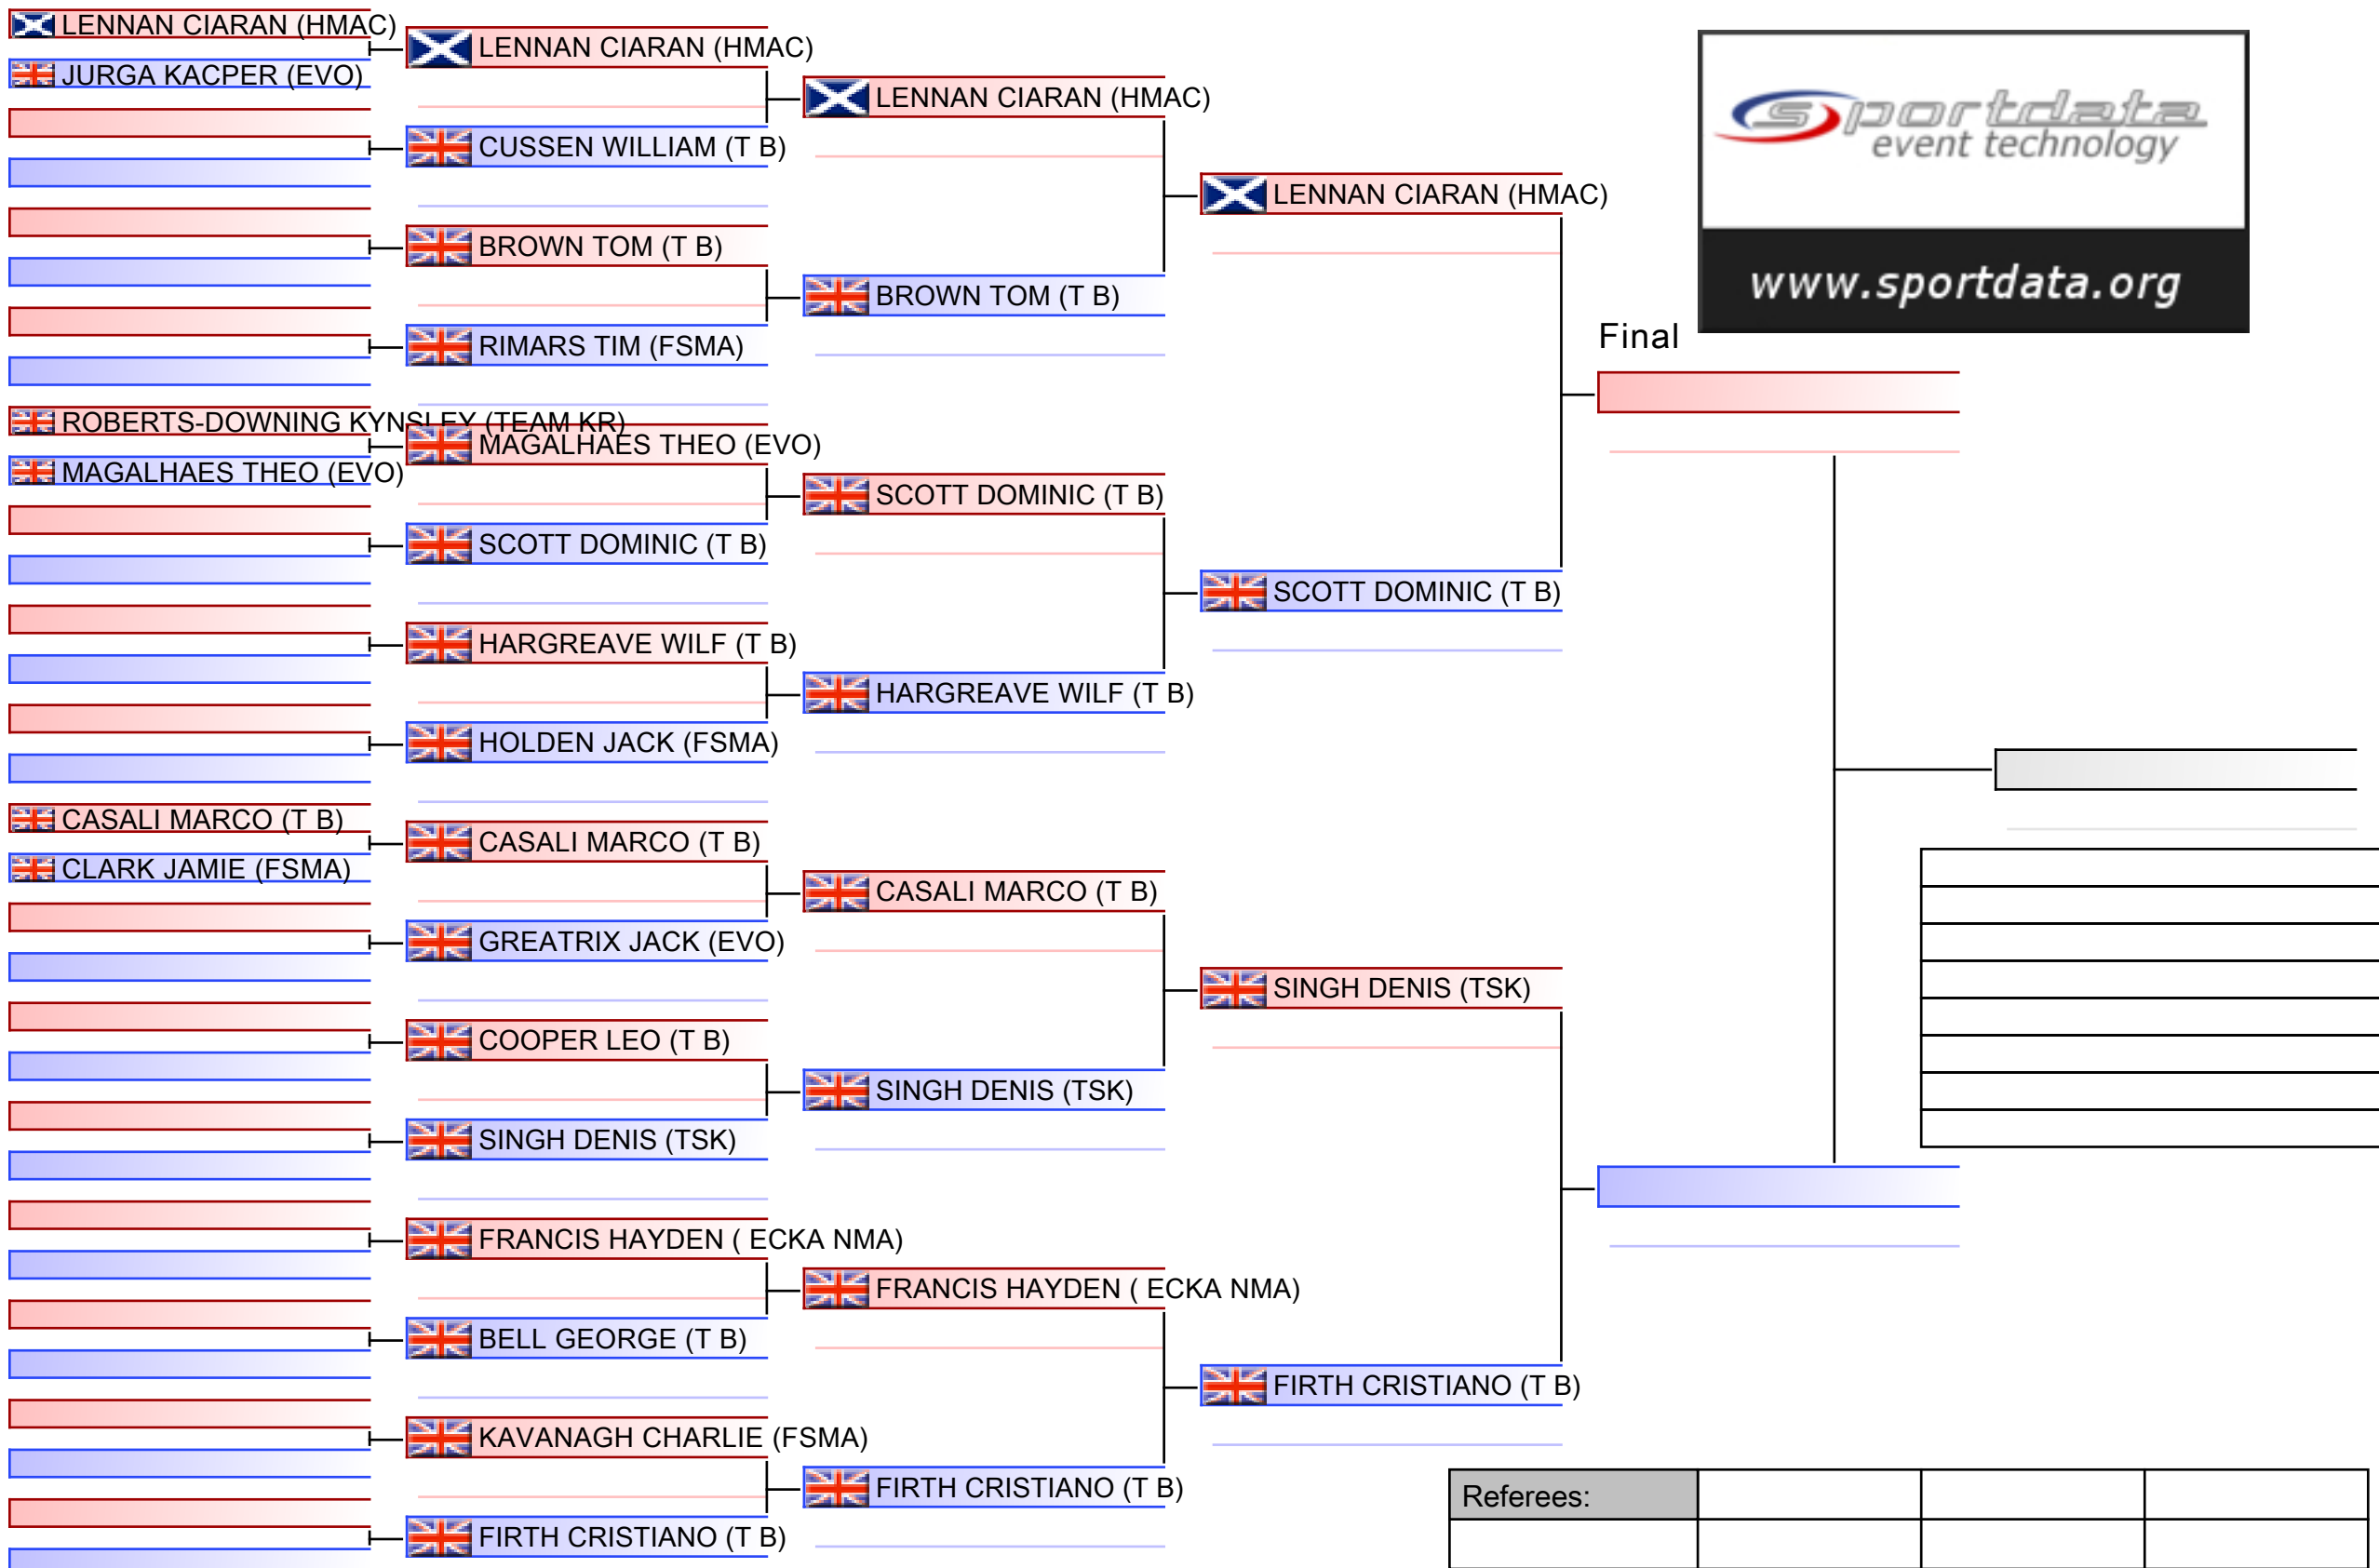 LENNAN CIARAN (HMAC)
JURGA KACPER (EVO)
ROBERTS-DOWNING KYNSLEY (TEAM KR)
MAGALHAES THEO (EVO)
CASALI MARCO (T B)
CLARK JAMIE (FSMA)
LENNAN CIARAN (HMAC)
CUSSEN WILLIAM (T B)
BROWN TOM (T B)
RIMARS TIM (FSMA)
MAGALHAES THEO (EVO)
SCOTT DOMINIC (T B)
HARGREAVE WILF (T B)
HOLDEN JACK (FSMA)
CASALI MARCO (T B)
GREATRIX JACK (EVO)
COOPER LEO (T B)
SINGH DENIS (TSK)
FRANCIS HAYDEN ( ECKA NMA)
BELL GEORGE (T B)
KAVANAGH CHARLIE (FSMA)
FIRTH CRISTIANO (T B)
LENNAN CIARAN (HMAC)
BROWN TOM (T B)
SCOTT DOMINIC (T B)
HARGREAVE WILF (T B)
CASALI MARCO (T B)
SINGH DENIS (TSK)
FRANCIS HAYDEN ( ECKA NMA)
FIRTH CRISTIANO (T B)
LENNAN CIARAN (HMAC)
SCOTT DOMINIC (T B)
SINGH DENIS (TSK)
FIRTH CRISTIANO (T B)
Final
sportdata
event technology
www.sportdata.org
Referees: